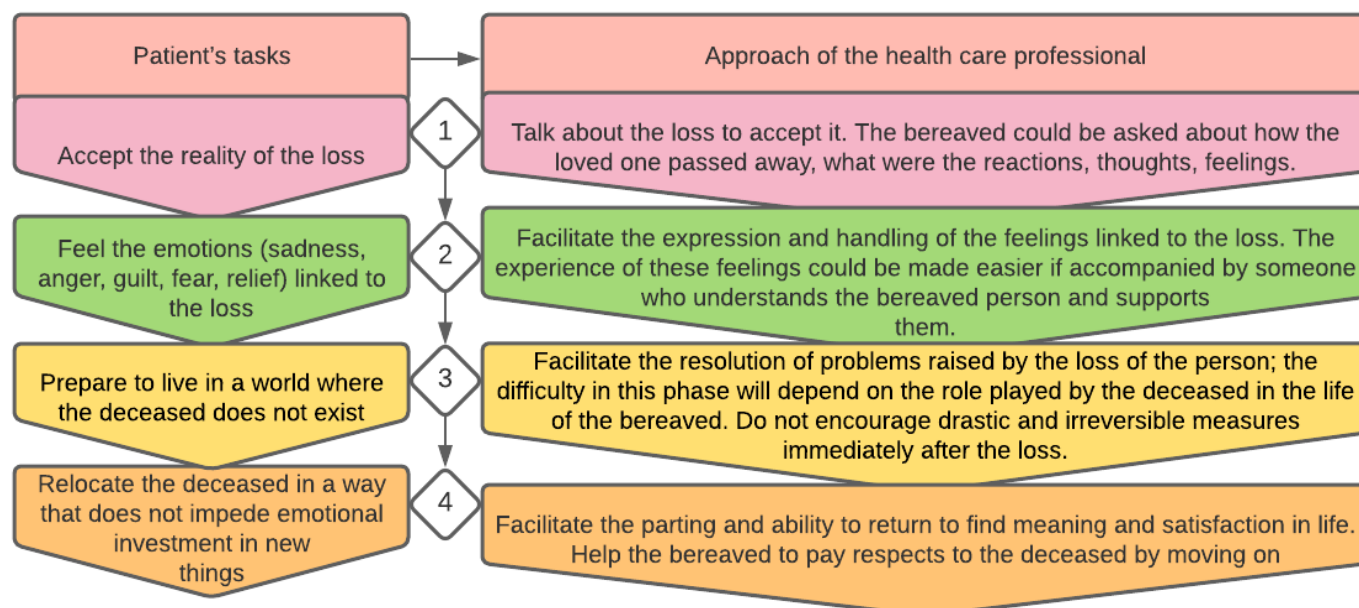 Patient's tasks
Approach of the health care professional
1
Accept the reality of the loss
Talk about the loss to accept it. The bereaved could be asked about how the
loved one passed away, what were the reactions, thoughts, feelings.
2
Feel the emotions (sadness,
anger, guilt, fear, relief) linked to
the loss
Facilitate the expression and handling of the feelings linked to the loss. The
experience of these feelings could be made easier if accompanied by someone
who understands the bereaved person and supports
them.
3
Prepare to live in a world where
the deceased does not exist
Facilitate the resolution of problems raised by the loss of the person; the
difficulty in this phase will depend on the role played by the deceased in the life
of the bereaved. Do not encourage drastic and irreversible measures
immediately after the loss.
4
Relocate the deceased in a way
that does not impede emotional
investment in new
things
Facilitate the parting and ability to return to find meaning and satisfaction in life.
Help the bereaved to pay respects to the deceased by moving on